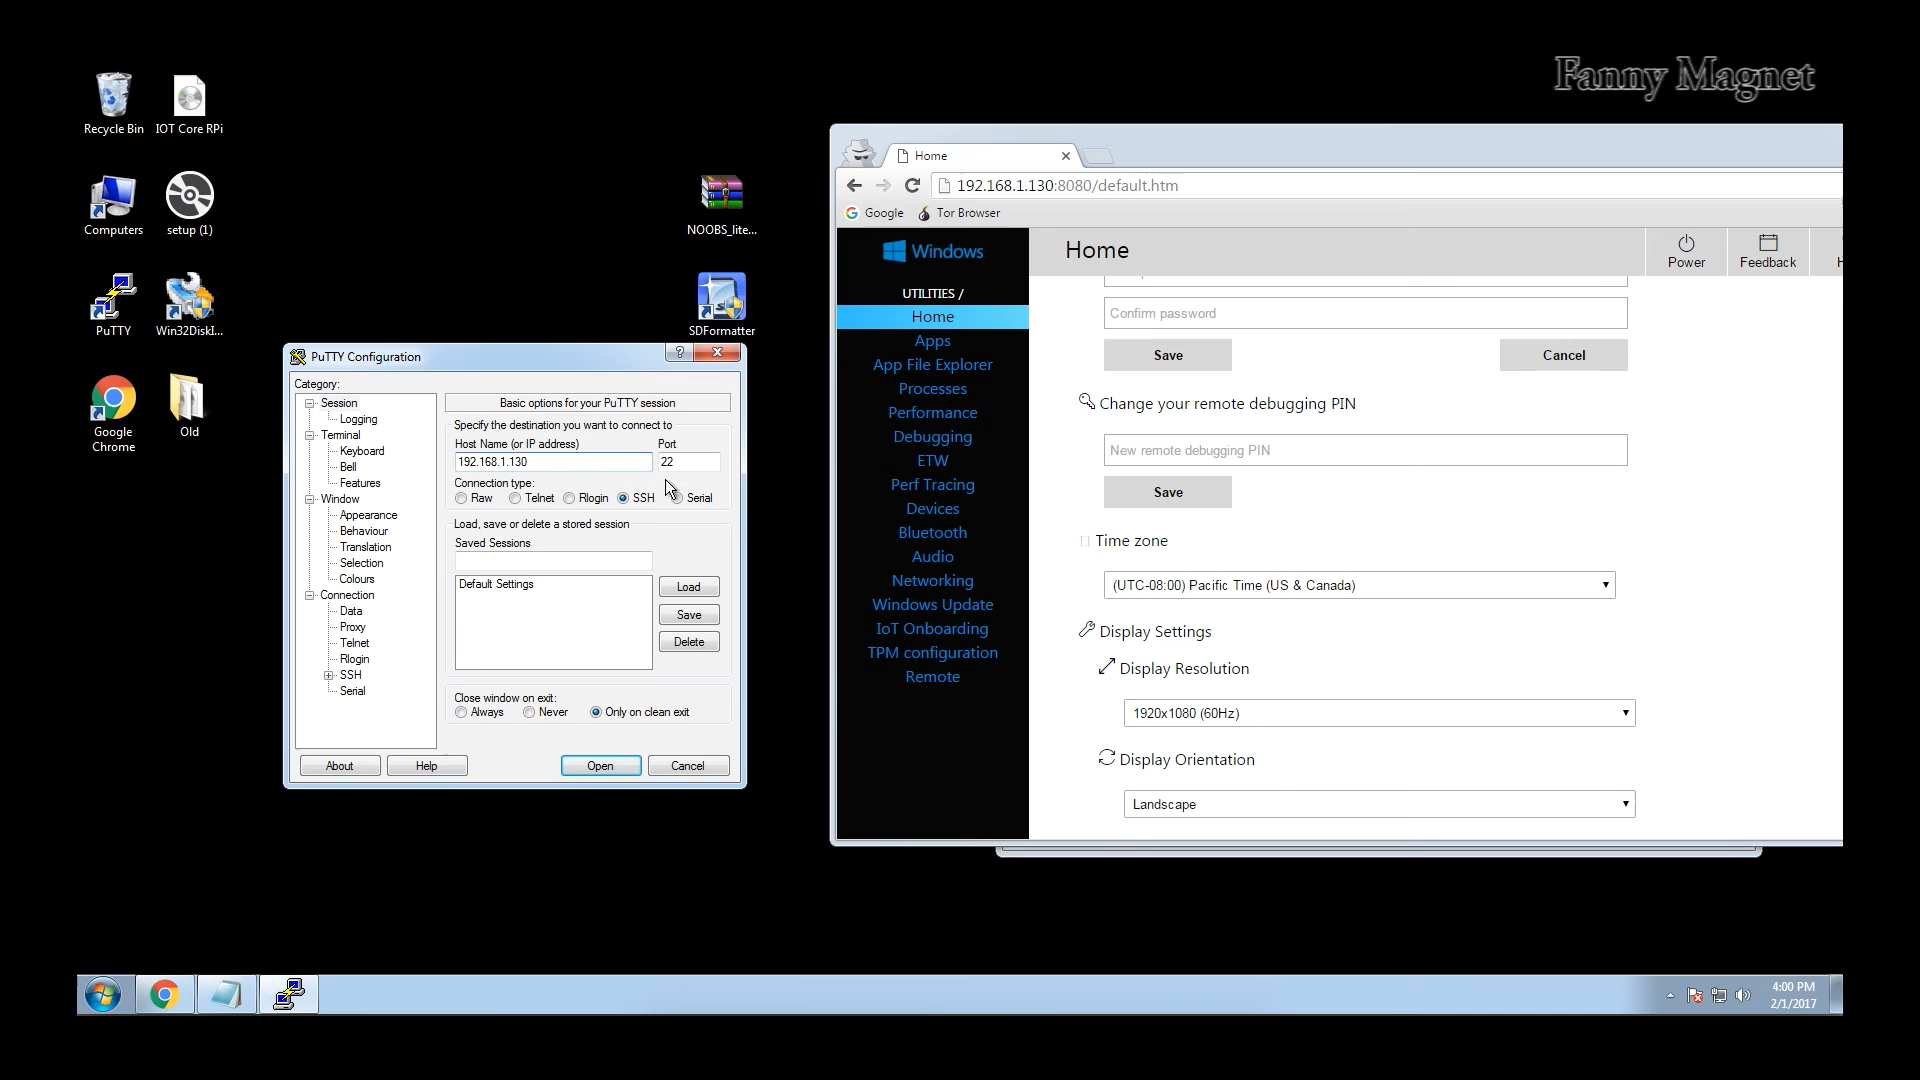 Fanny Magnet
Recycle Bin
IOT Core RPi
Computers
setup (1)
NOOBS_lite...
PuTTY
Win32DiskI...
SDFormatter
Google Chrome
Old
PuTTY Configuration
Category:
Session
Logging
Terminal
Keyboard
Bell
Features
Window
Appearance
Behaviour
Translation
Selection
Colours
Connection
Data
Proxy
Telnet
Rlogin
SSH
Serial
Basic options for your PuTTY session
Specify the destination you want to connect to
Host Name (or IP address) Port
192.168.1.130 22
Connection type:
Raw Telnet Rlogin SSH Serial
Load, save or delete a stored session
Saved Sessions
Default Settings
Load
Save
Delete
Close window on exit:
Always Never Only on clean exit
About Help Open Cancel
Home
192.168.1.130:8080/default.htm
Google Tor Browser
Windows
UTILITIES /
Home
Apps
App File Explorer
Processes
Performance
Debugging
ETW
Perf Tracing
Devices
Bluetooth
Audio
Networking
Windows Update
IoT Onboarding
TPM configuration
Remote
Home
Power
Feedback
Confirm password
Save Cancel
Change your remote debugging PIN
New remote debugging PIN
Save
Time zone
(UTC-08:00) Pacific Time (US & Canada)
Display Settings
Display Resolution
1920x1080 (60Hz)
Display Orientation
Landscape
4:00 PM
2/1/2017